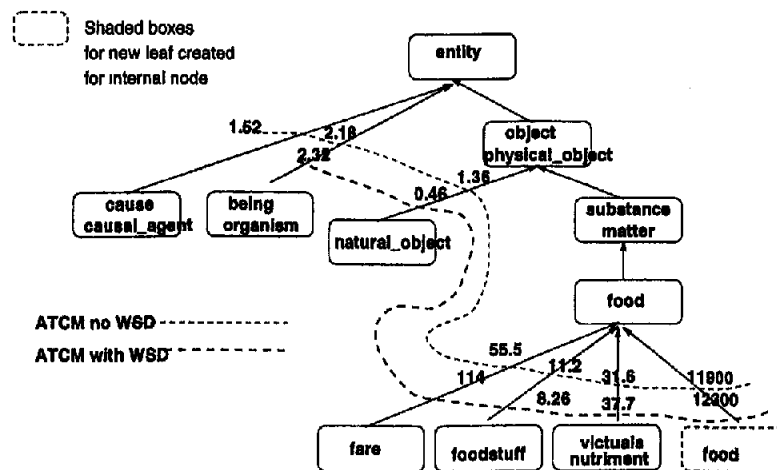 Shaded boxes
for new leaf created
for internal node
entity
1.52
2.18
2.32
object
physical_object
1.36
0.46
cause
causal_agent
being
organism
natural_object
substance
matter
food
ATCM no WSD
ATCM with WSD
55.5
114
11.2
31.6
11800
8.26
37.7
12300
fare
foodstuff
victuals
nutriment
food